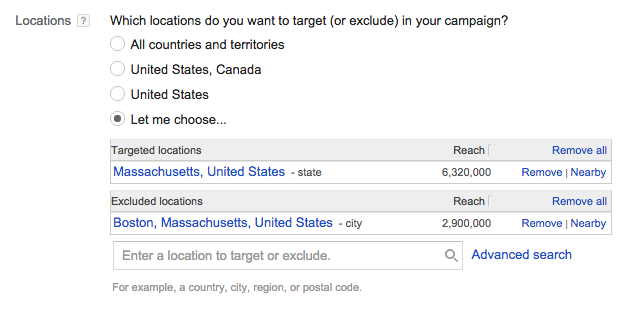 Locations ? Which locations do you want to target (or exclude) in your campaign?
All countries and territories
United States, Canada
United States
Let me choose...
Targeted locations Reach Remove all
Massachusetts, United States - state 6,320,000 Remove | Nearby
Excluded locations Reach Remove all
Boston, Massachusetts, United States - city 2,900,000 Remove | Nearby
Enter a location to target or exclude. Advanced search
For example, a country, city, region, or postal code.